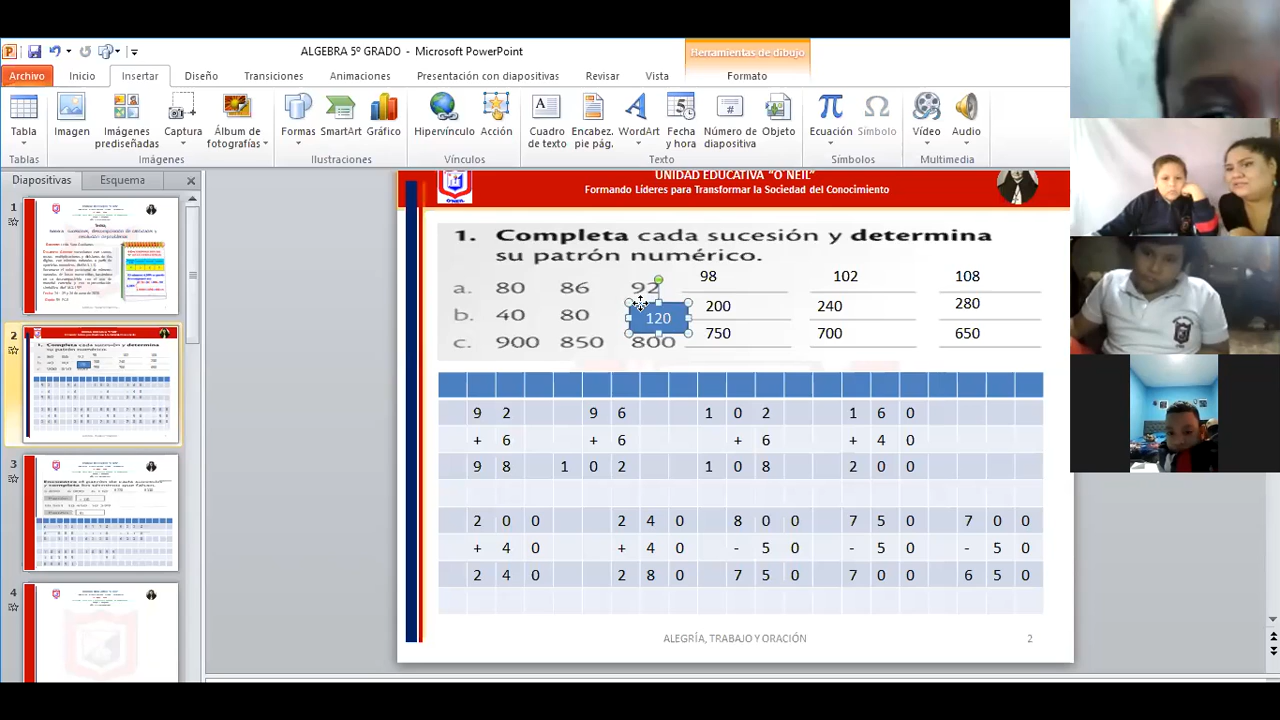 ALGEBRA 5º GRADO - Microsoft PowerPoint
Herramientas de dibujo
Archivo Inicio Insertar Diseño Transiciones Animaciones Presentación con diapositivas Revisar Vista Formato
Tabla
Imagen
Imágenes prediseñadas
Captura
Álbum de fotografías
Formas
SmartArt
Gráfico
Hipervínculo
Acción
Cuadro de texto
Encabez. pie pág.
WordArt
Fecha y hora
Número de diapositiva
Objeto
Ecuación
Símbolo
Vídeo
Audio
Tablas Imágenes Ilustraciones Vínculos Texto Símbolos Multimedia
Diapositivas Esquema
1
2
3
4
UNIDAD EDUCATIVA “O´NEIL”
Formando Líderes para Transformar la Sociedad del Conocimiento
1. Completa cada sucesión y determina
su patrón numérico.
a. 80 86 92 98 102 108
b. 40 80 120 200 240 280
c. 900 850 800 750 700 650
9 2 9 6 1 0 2 1 6 0
+ 6 + 6 + 6 + 4 0
9 8 1 0 2 1 0 8 2 0 0
2 0 0 2 4 0 8 0 0 7 5 0 7 0 0
+ 4 0 + 4 0 - 5 0 - 5 0 - 5 0
2 4 0 2 8 0 7 5 0 7 0 0 6 5 0
ALEGRÍA, TRABAJO Y ORACIÓN
2